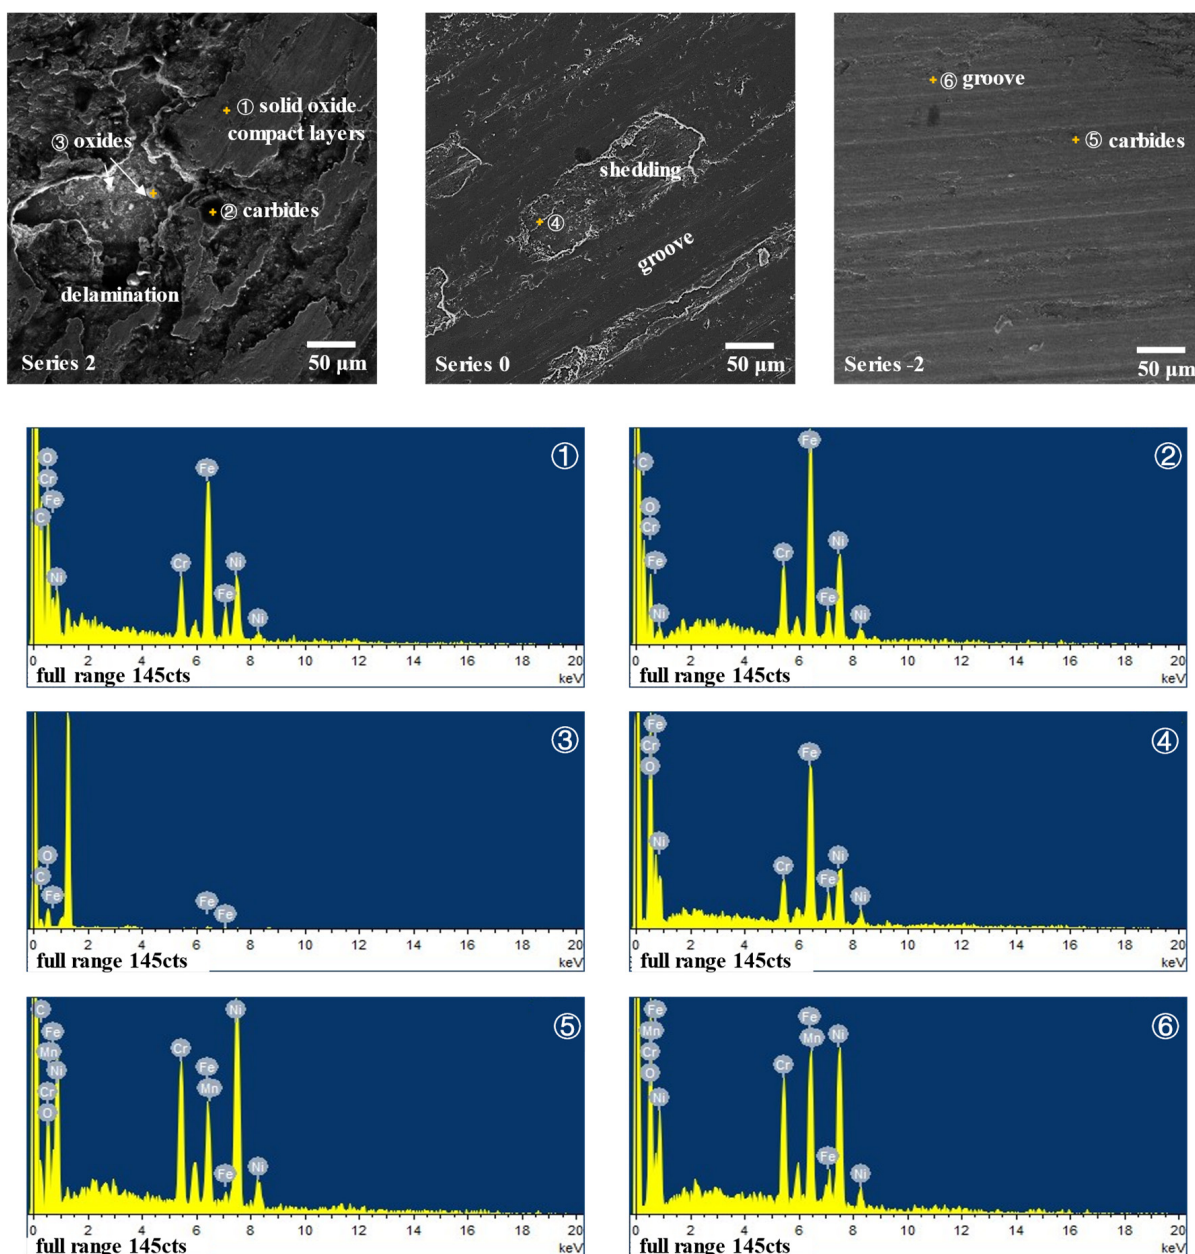 ① solid oxide
compact layers
③ oxides
② carbides
delamination
Series 2
50 μm
shedding
④
groove
Series 0
50 μm
⑥ groove
⑤ carbides
Series -2
50 μm
①
O
Cr
Fe
C
Ni
Cr
Fe
Fe
Ni
Ni
0 2 4 6 8 10 12 14 16 18 20
full range 145cts
keV
②
C
O
Cr
Fe
Ni
Cr
Fe
Fe
Ni
Ni
0 2 4 6 8 10 12 14 16 18 20
full range 145cts
keV
③
O
C
Fe
Fe
Fe
0 2 4 6 8 10 12 14 16 18 20
full range 145cts
keV
④
Fe
Cr
O
Ni
Cr
Fe
Fe
Ni
Ni
0 2 4 6 8 10 12 14 16 18 20
full range 145cts
keV
⑤
C
Fe
Mn
Ni
Cr
O
Cr
Fe
Mn
Fe
Ni
Ni
0 2 4 6 8 10 12 14 16 18 20
full range 145cts
keV
⑥
Fe
Mn
Cr
O
Ni
Cr
Fe
Mn
Fe
Ni
Ni
0 2 4 6 8 10 12 14 16 18 20
full range 145cts
keV